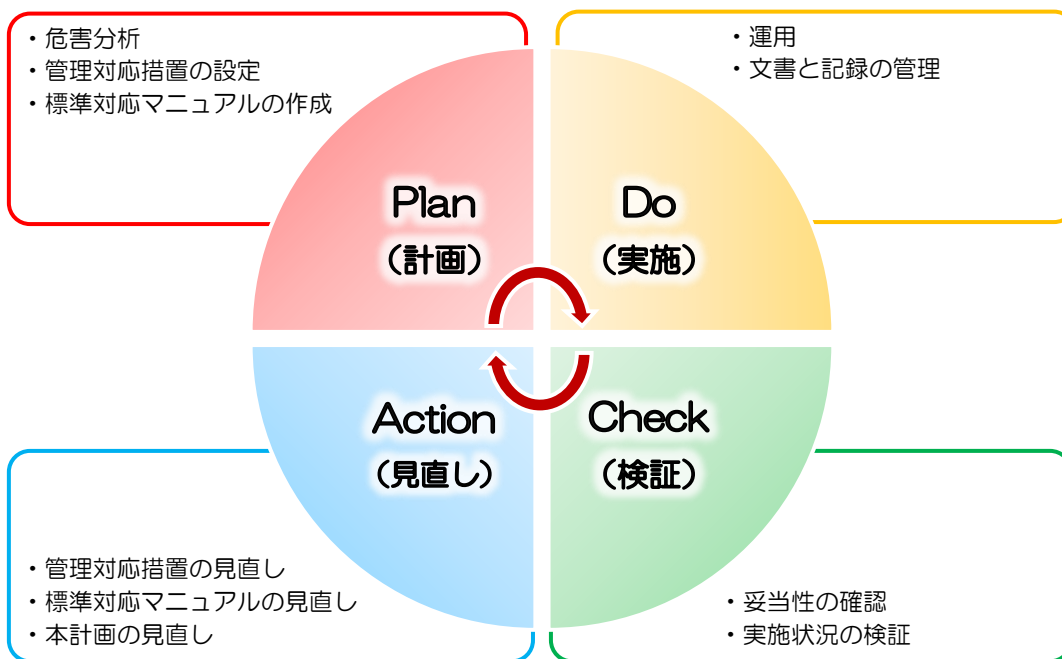 ・危害分析
・管理対応措置の設定
・標準対応マニュアルの作成
・運用
・文書と記録の管理
Plan
（計画）
Do
（実施）
Action
（見直し）
Check
（検証）
・管理対応措置の見直し
・標準対応マニュアルの見直し
・本計画の見直し
・妥当性の確認
・実施状況の検証